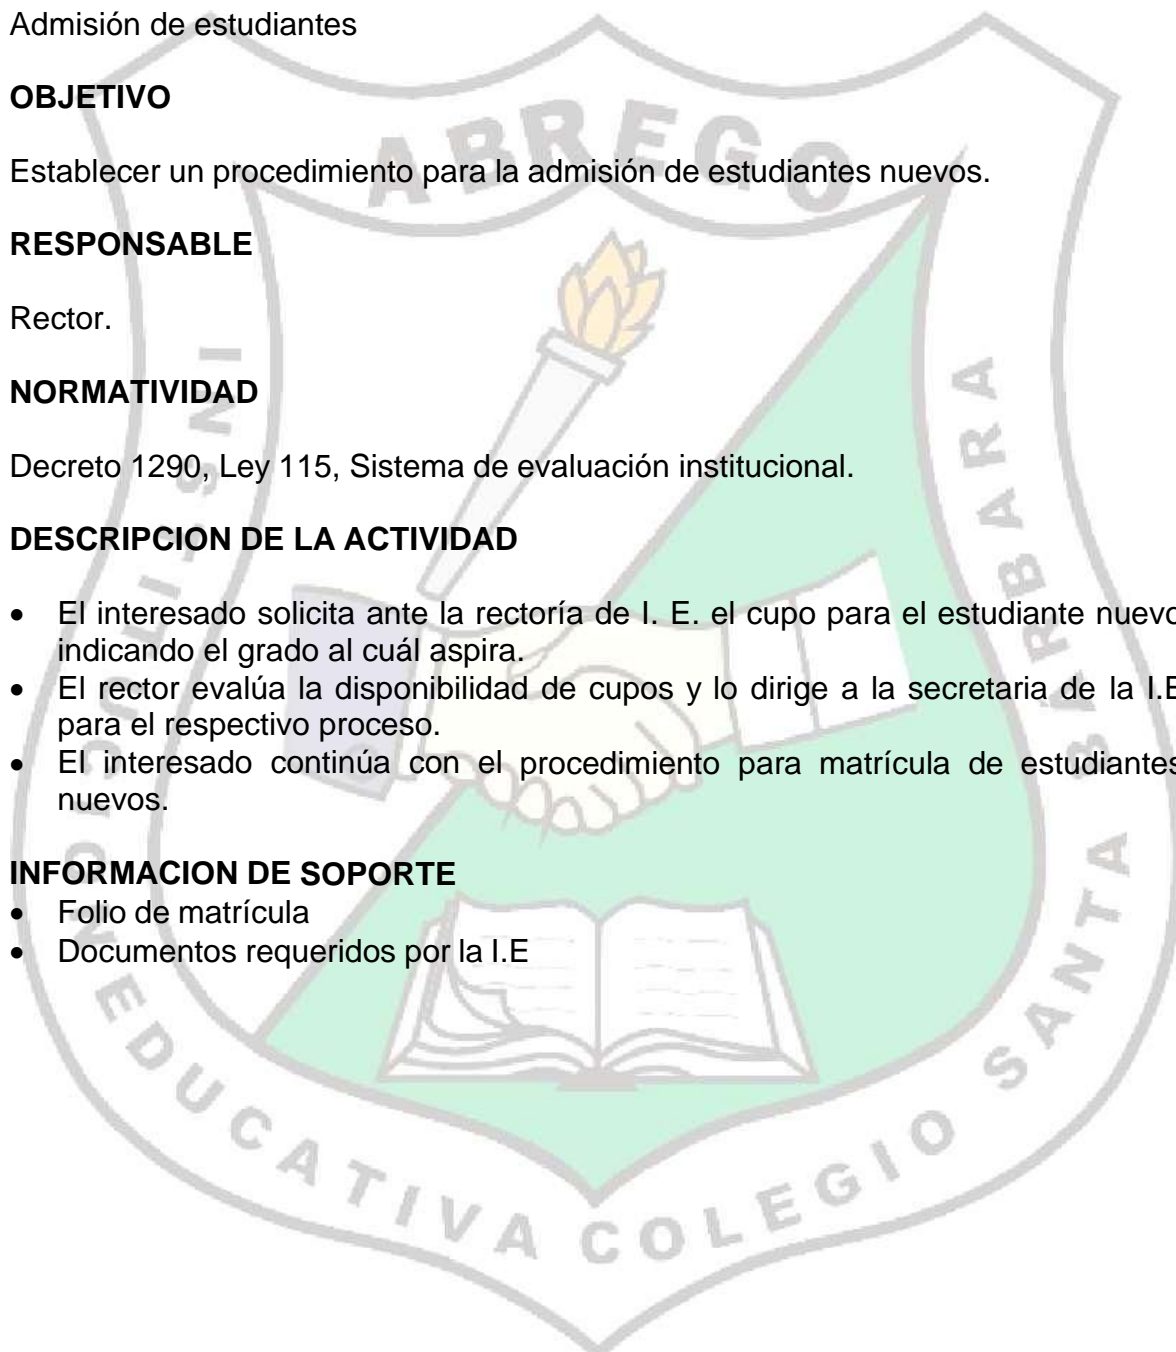 Admisión de estudiantes
OBJETIVO
ABREGO
Establecer un procedimiento para la admisión de estudiantes nuevos.
RESPONSABLE
Rector.
NORMATIVIDAD
Decreto 1290, Ley 115, Sistema de evaluación institucional.
DESCRIPCION DE LA ACTIVIDAD
• El interesado solicita ante la rectoría de I. E. el cupo para el estudiante nuevo
indicando el grado al cuál aspira.
• El rector evalúa la disponibilidad de cupos y lo dirige a la secretaria de la I.E
para el respectivo proceso.
• El interesado continúa con el procedimiento para matrícula de estudiantes
nuevos.
INFORMACION DE SOPORTE
• Folio de matrícula
• Documentos requeridos por la I.E
EDUCATIVA COLEGIO SANTA BÁRBARA